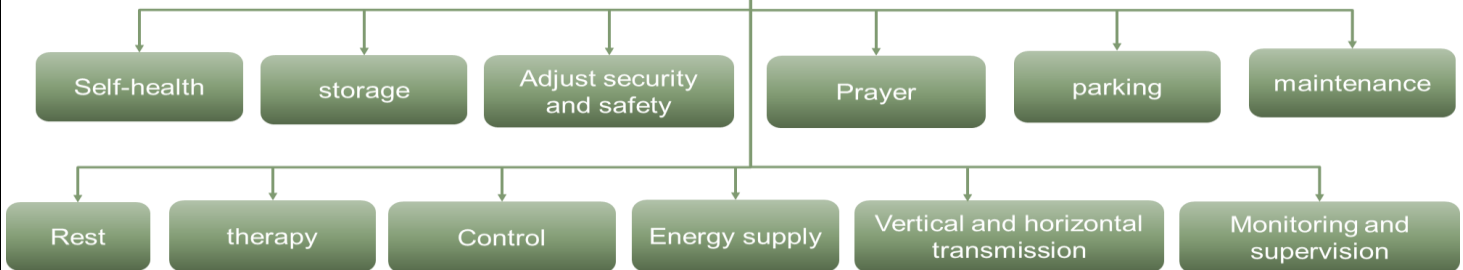 Self-health
storage
Adjust security
and safety
Prayer
parking
maintenance
Rest
therapy
Control
Energy supply
Vertical and horizontal
transmission
Monitoring and
supervision